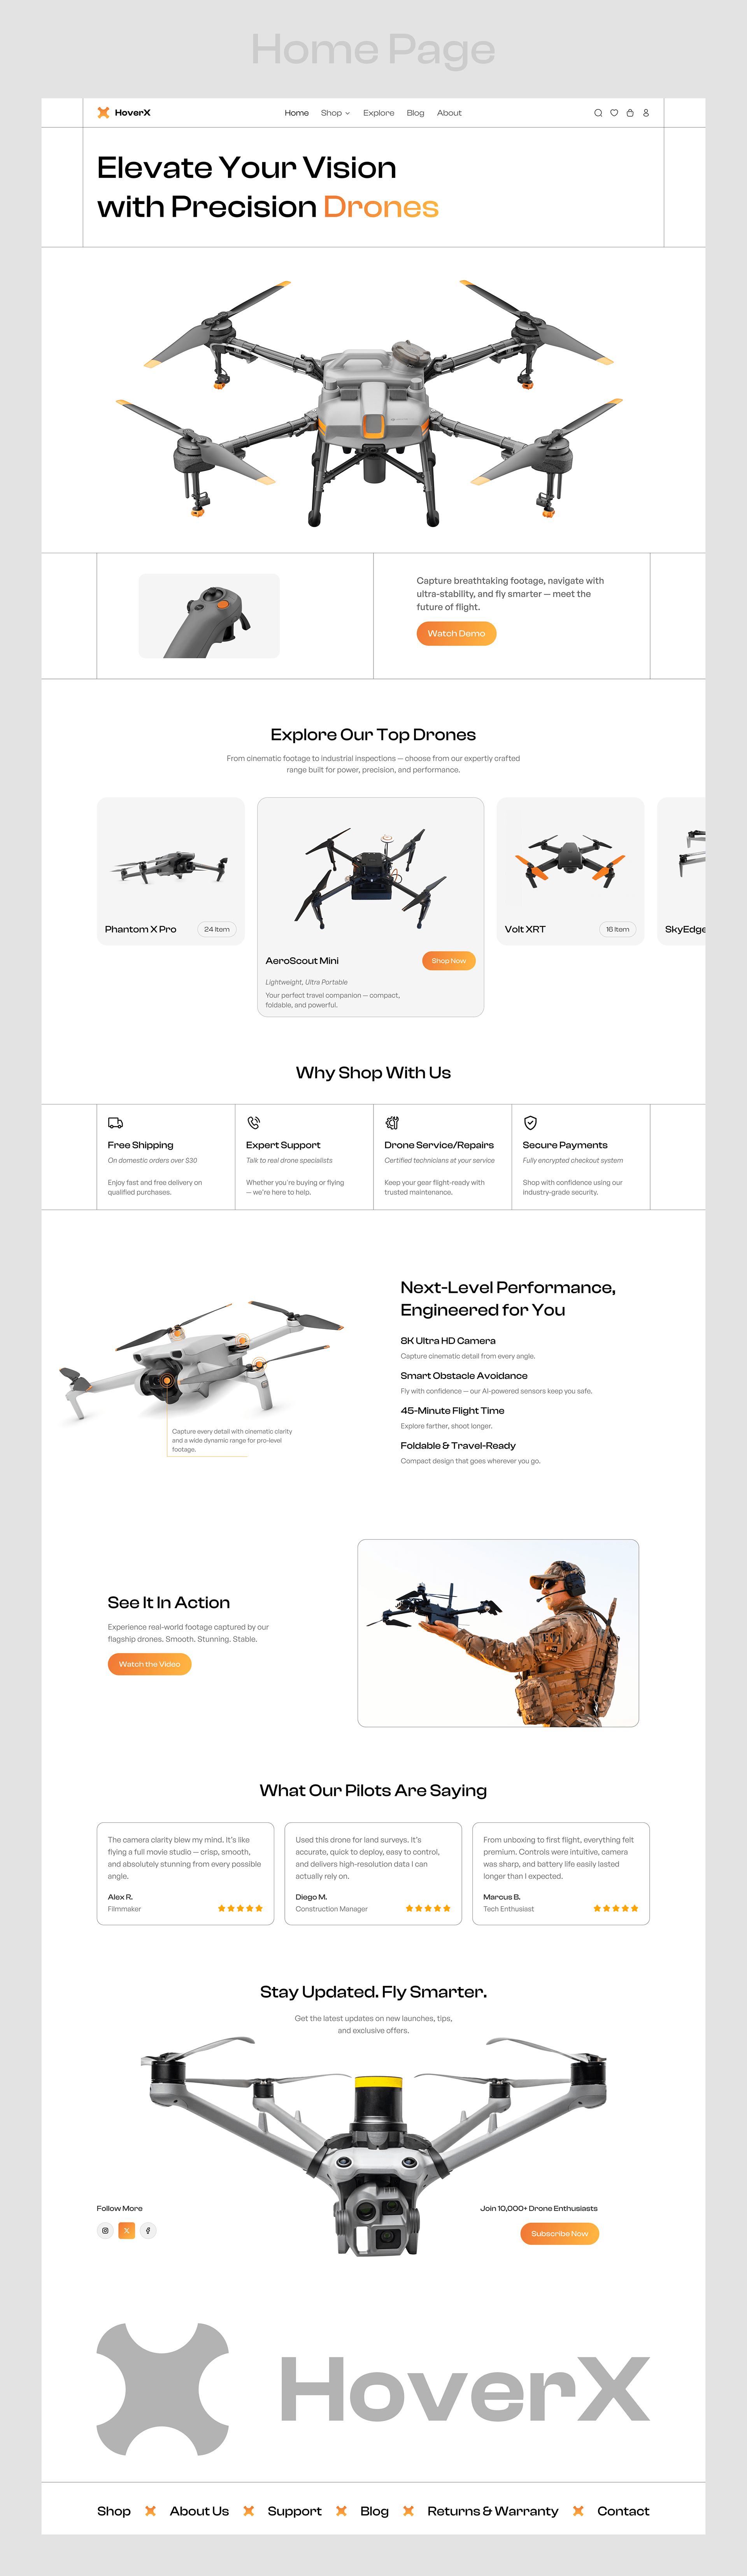 Home Page
HoverX
Home Shop Explore Blog About
Elevate Your Vision
with Precision Drones
Capture breathtaking footage, navigate with
ultra-stability, and fly smarter — meet the
future of flight.
Watch Demo
Explore Our Top Drones
From cinematic footage to industrial inspections — choose from our expertly crafted
range built for power, precision, and performance.
Phantom X Pro
24 Item
AeroScout Mini
Shop Now
Lightweight, Ultra Portable
Your perfect travel companion — compact,
foldable, and powerful.
Volt XRT
16 Item
SkyEdge
Why Shop With Us
Free Shipping
On domestic orders over $30
Enjoy fast and free delivery on
qualified purchases.
Expert Support
Talk to real drone specialists
Whether you're buying or flying
— we're here to help.
Drone Service/Repairs
Certified technicians at your service
Keep your gear flight-ready with
trusted maintenance.
Secure Payments
Fully encrypted checkout system
Shop with confidence using our
industry-grade security.
Capture every detail with cinematic clarity
and a wide dynamic range for pro-level
footage.
Next-Level Performance,
Engineered for You
8K Ultra HD Camera
Capture cinematic detail from every angle.
Smart Obstacle Avoidance
Fly with confidence — our AI-powered sensors keep you safe.
45-Minute Flight Time
Explore farther, shoot longer.
Foldable & Travel-Ready
Compact design that goes wherever you go.
See It In Action
Experience real-world footage captured by our
flagship drones. Smooth. Stunning. Stable.
Watch the Video
What Our Pilots Are Saying
The camera clarity blew my mind. It's like
flying a full movie studio — crisp, smooth,
and absolutely stunning from every possible
angle.
Alex R.
Filmmaker
Used this drone for land surveys. It's
accurate, quick to deploy, easy to control,
and delivers high-resolution data I can
actually rely on.
Diego M.
Construction Manager
From unboxing to first flight, everything felt
premium. Controls were intuitive, camera
was sharp, and battery life easily lasted
longer than I expected.
Marcus B.
Tech Enthusiast
Stay Updated. Fly Smarter.
Get the latest updates on new launches, tips,
and exclusive offers.
Follow More
Join 10,000+ Drone Enthusiasts
Subscribe Now
HoverX
Shop About Us Support Blog Returns & Warranty Contact